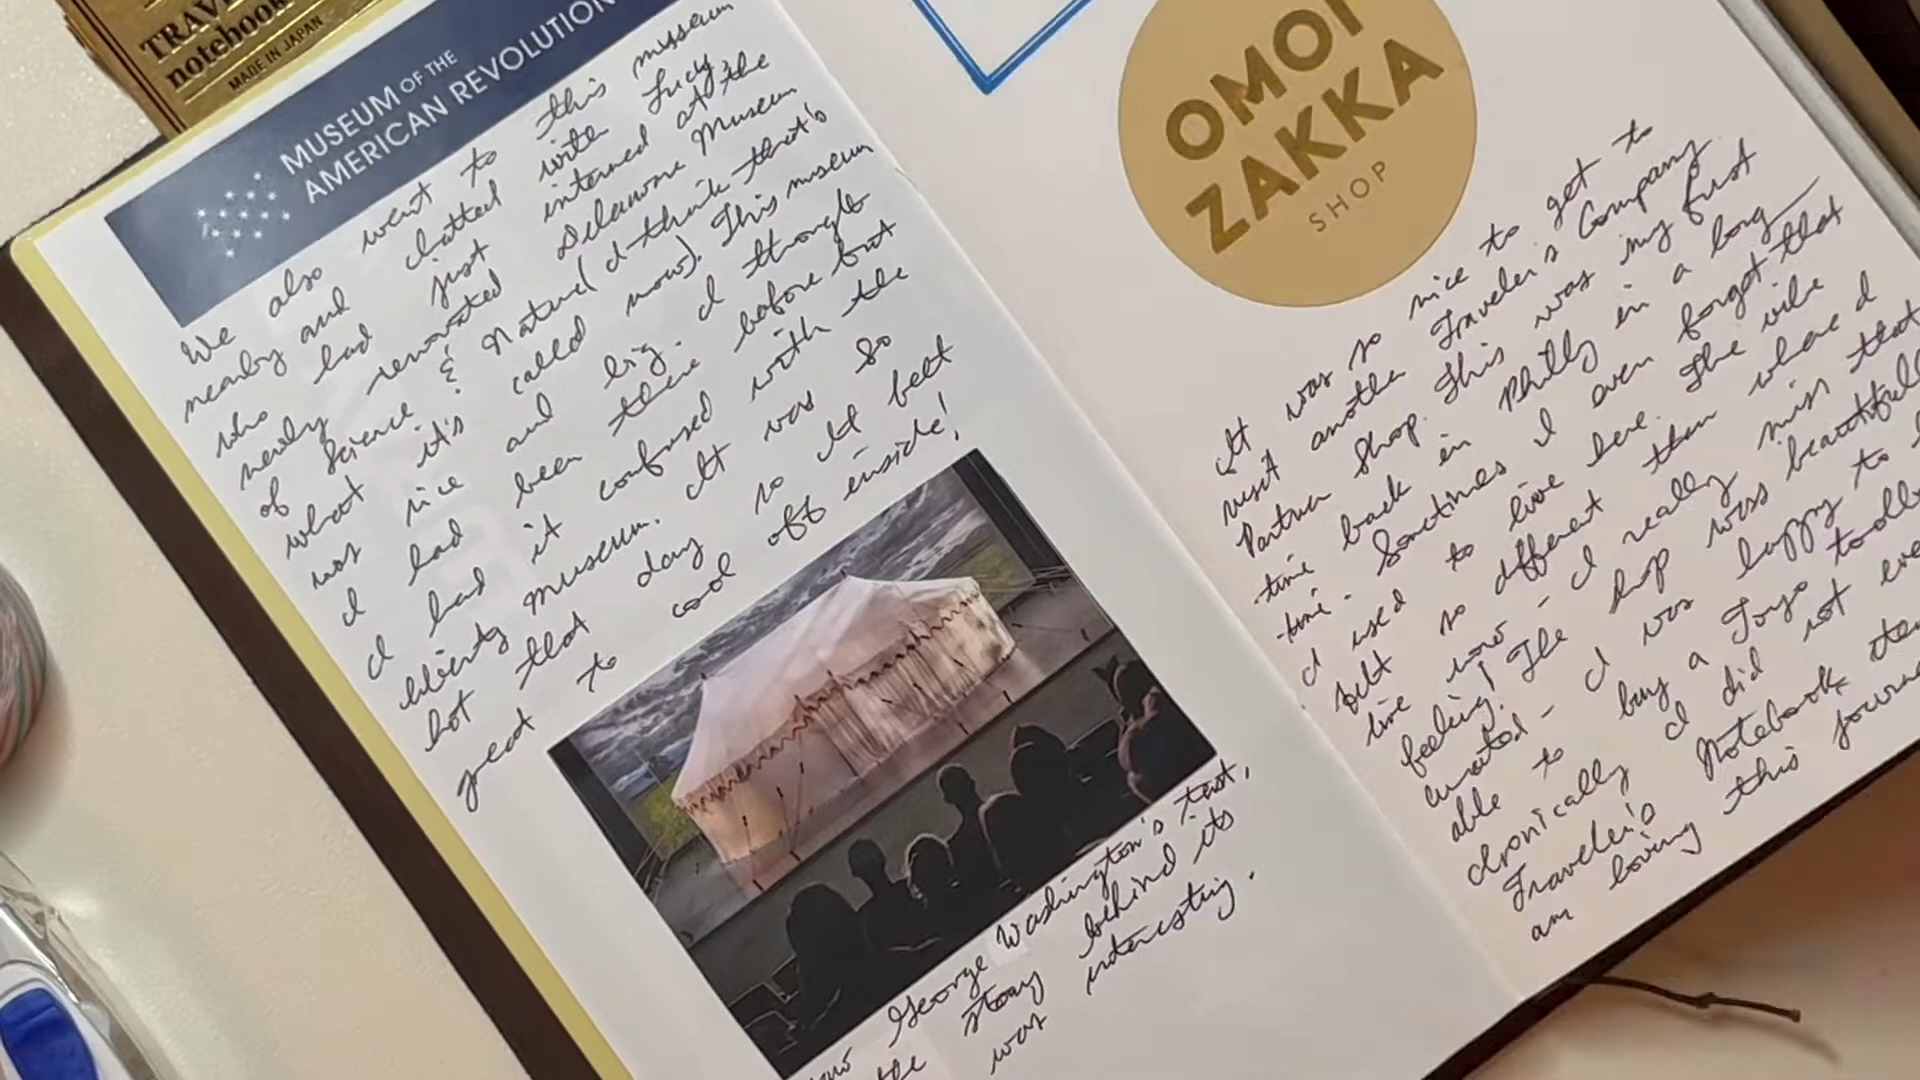 TRAVELER'S
notebook
MADE IN JAPAN
MUSEUM OF THE
AMERICAN REVOLUTION
We also went to this museum
nearby and chatted with Lucy,
who had just interned at the
newly renovated Delaware Museum
of Science & Nature (I think that's
what it's called now). This museum
was nice and big. I thought
I had been there before but
I had it confused with the
liberty museum. It was so
hot that day so it felt
great to cool off inside!
saw George Washington's tent,
the story behind its
was interesting.
OMOI
ZAKKA
SHOP
It was so nice to get to
visit another Traveler's Company
Partner Shop. This was my first
time back in Philly in a long
time. Sometimes I even forget that
I used to live here. The vibe
felt so different than where I
live now - I really miss that
feeling! The shop was beautifully
curated - I was happy to be
able to buy a Toyo toolbox
Ironically I did not even
Traveler's Notebook
am loving this journal